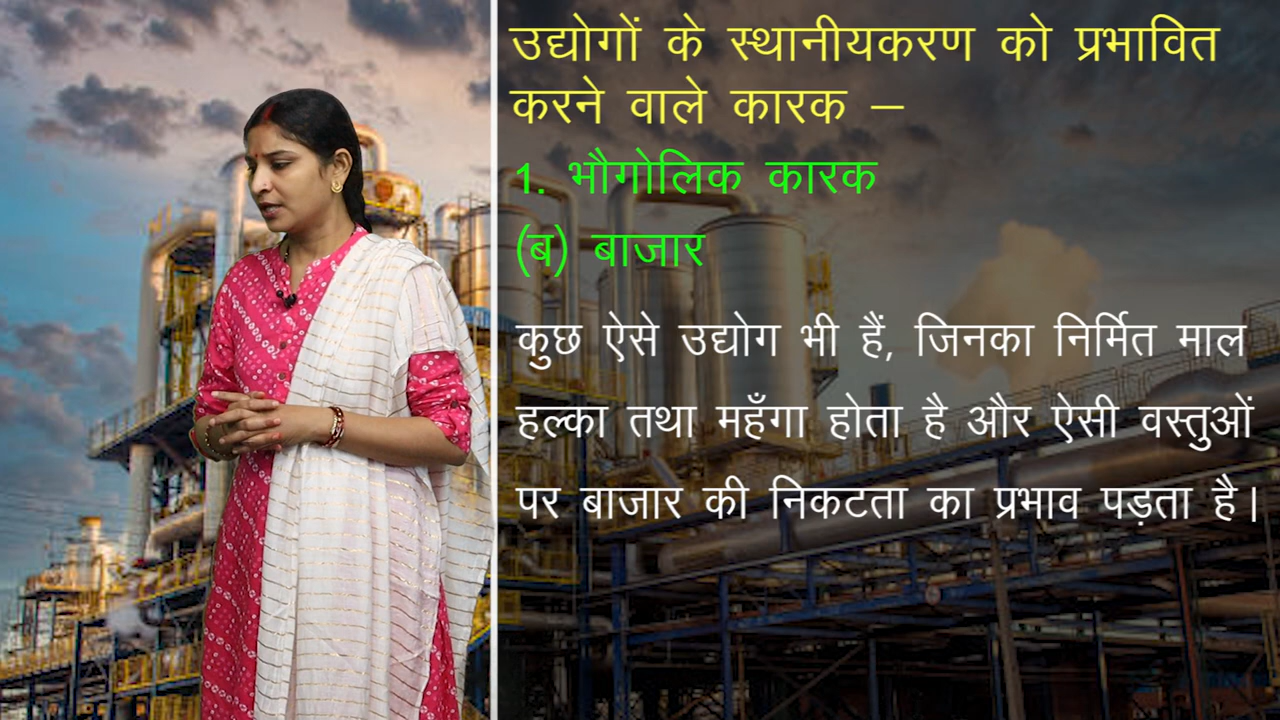 उद्योगों के स्थानीयकरण को प्रभावित
करने वाले कारक –
1. भौगोलिक कारक
(ब) बाजार
कुछ ऐसे उद्योग भी हैं, जिनका निर्मित माल
हल्का तथा महँगा होता है और ऐसी वस्तुओं
पर बाजार की निकटता का प्रभाव पड़ता है।